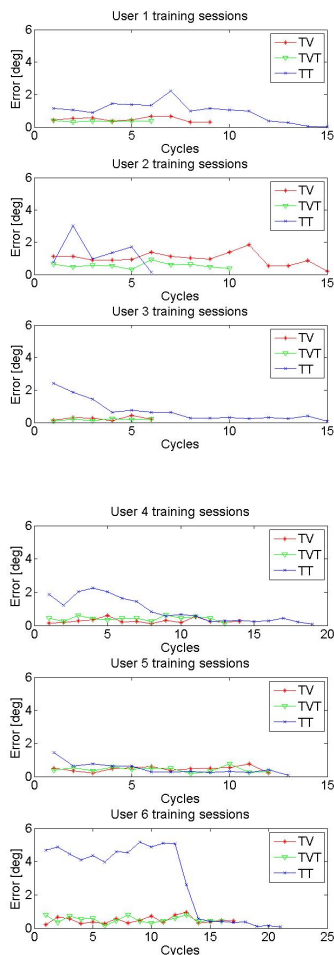 User 1 training sessions
6
4
2
0
Error [deg]
TV
TVT
TT
0 5 10 15
Cycles
User 2 training sessions
6
4
2
0
Error [deg]
TV
TVT
TT
0 5 10 15
Cycles
User 3 training sessions
6
4
2
0
Error [deg]
TV
TVT
TT
0 5 10 15
Cycles
User 4 training sessions
6
4
2
0
Error [deg]
TV
TVT
TT
0 5 10 15 20
Cycles
User 5 training sessions
6
4
2
0
Error [deg]
TV
TVT
TT
0 5 10 15
Cycles
User 6 training sessions
6
4
2
0
Error [deg]
TV
TVT
TT
0 5 10 15 20 25
Cycles